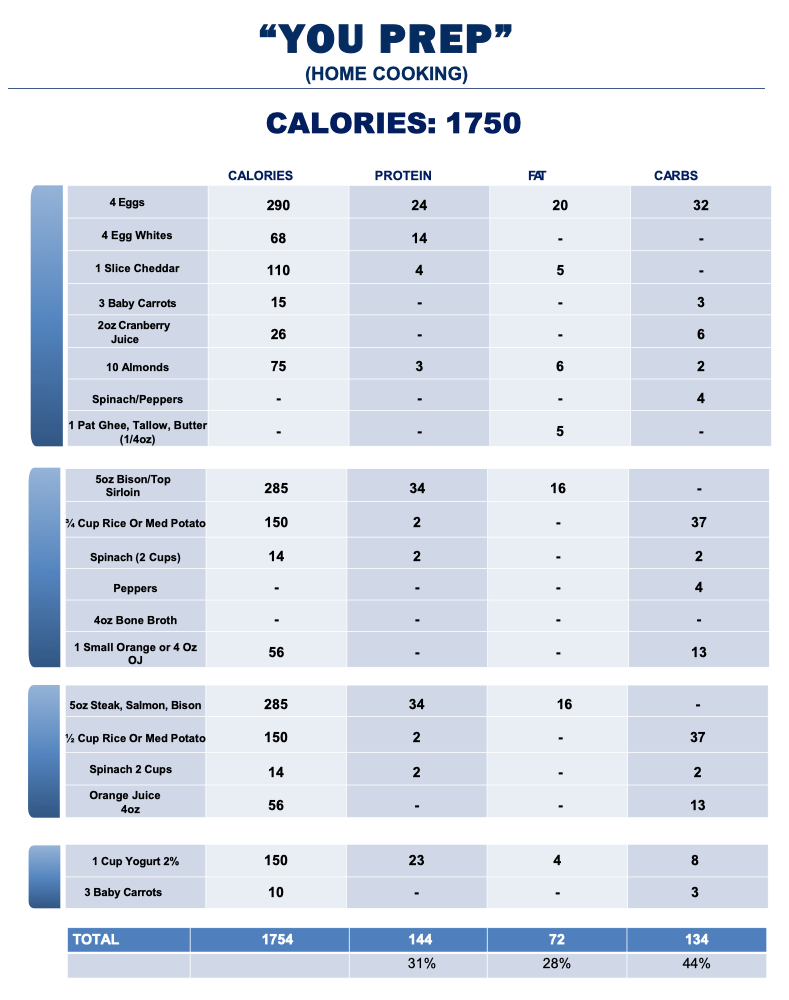 “YOU PREP”
(HOME COOKING)
CALORIES: 1750
CALORIES PROTEIN FAT CARBS
4 Eggs 290 24 20 32
4 Egg Whites 68 14 - -
1 Slice Cheddar 110 4 5 -
3 Baby Carrots 15 - - 3
2oz Cranberry
Juice 26 - - 6
10 Almonds 75 3 6 2
Spinach/Peppers - - - 4
1 Pat Ghee, Tallow, Butter
(1/4oz) - - 5 -
5oz Bison/Top
Sirloin 285 34 16 -
¾ Cup Rice Or Med Potato 150 2 - 37
Spinach (2 Cups) 14 2 - 2
Peppers - - - 4
4oz Bone Broth - - - -
1 Small Orange or 4 Oz
OJ 56 - - 13
5oz Steak, Salmon, Bison 285 34 16 -
½ Cup Rice Or Med Potato 150 2 - 37
Spinach 2 Cups 14 2 - 2
Orange Juice
4oz 56 - - 13
1 Cup Yogurt 2% 150 23 4 8
3 Baby Carrots 10 - - 3
TOTAL 1754 144 72 134
31% 28% 44%